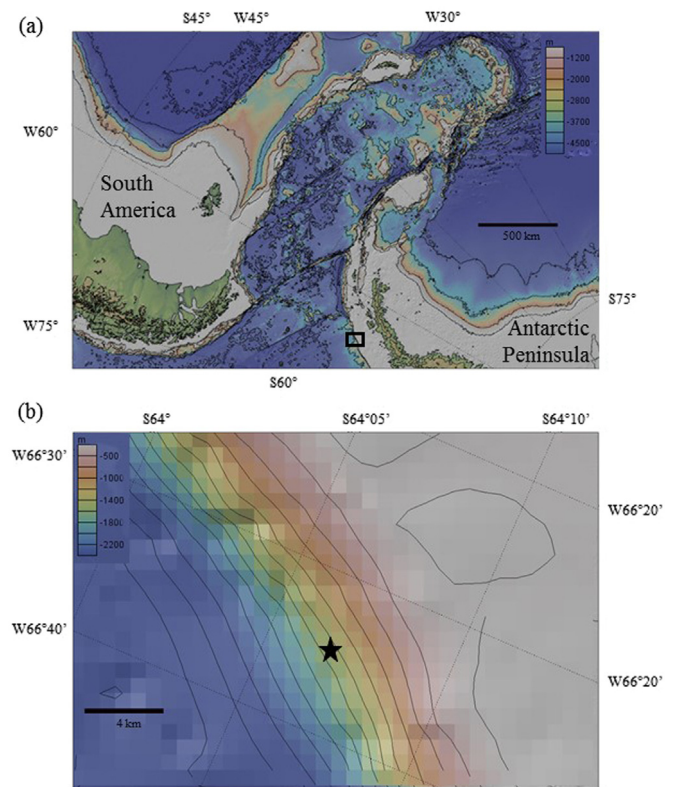 (a)
S45° W45° W30°
m
-1200
-2000
-2800
-3700
-4500
W60°
South
America
500 km
S75°
W75°
Antarctic
Peninsula
S60°
(b)
S64° S64°05’ S64°10’
W66°30’
m
-500
-1000
-1400
-1800
-2200
W66°20’
W66°40’
W66°20’
4 km